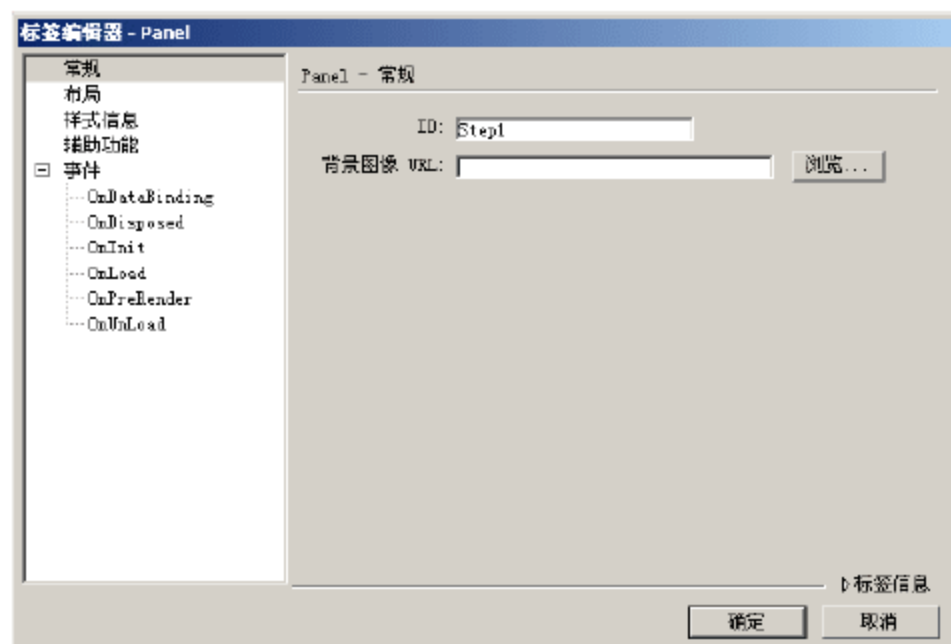 标签编辑器 - Panel
常规
布局
样式信息
辅助功能
事件
OnDataBinding
OnDisposed
OnInit
OnLoad
OnPreRender
OnUnLoad
Panel - 常规
ID: Step1
背景图像 URL: 浏览...
标签信息
确定 取消